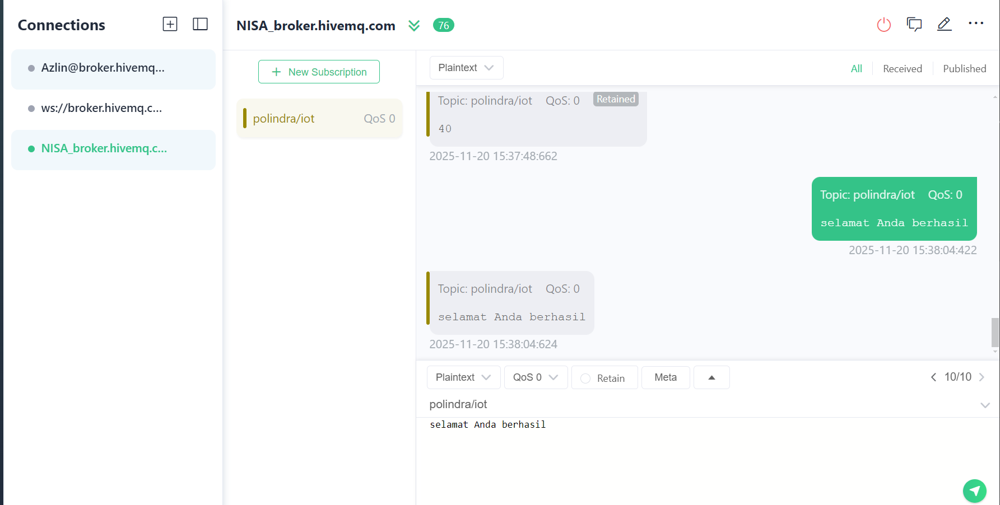 Connections
Azlin@broker.hivemq...
ws://broker.hivemq.c...
NISA_broker.hivemq.c...
NISA_broker.hivemq.com 76
New Subscription
polindra/iot QoS 0
Plaintext All Received Published
Topic: polindra/iot QoS: 0 Retained
40
2025-11-20 15:37:48:662
Topic: polindra/iot QoS: 0
selamat Anda berhasil
2025-11-20 15:38:04:422
Topic: polindra/iot QoS: 0
selamat Anda berhasil
2025-11-20 15:38:04:624
Plaintext QoS 0 Retain Meta 10/10
polindra/iot
selamat Anda berhasil